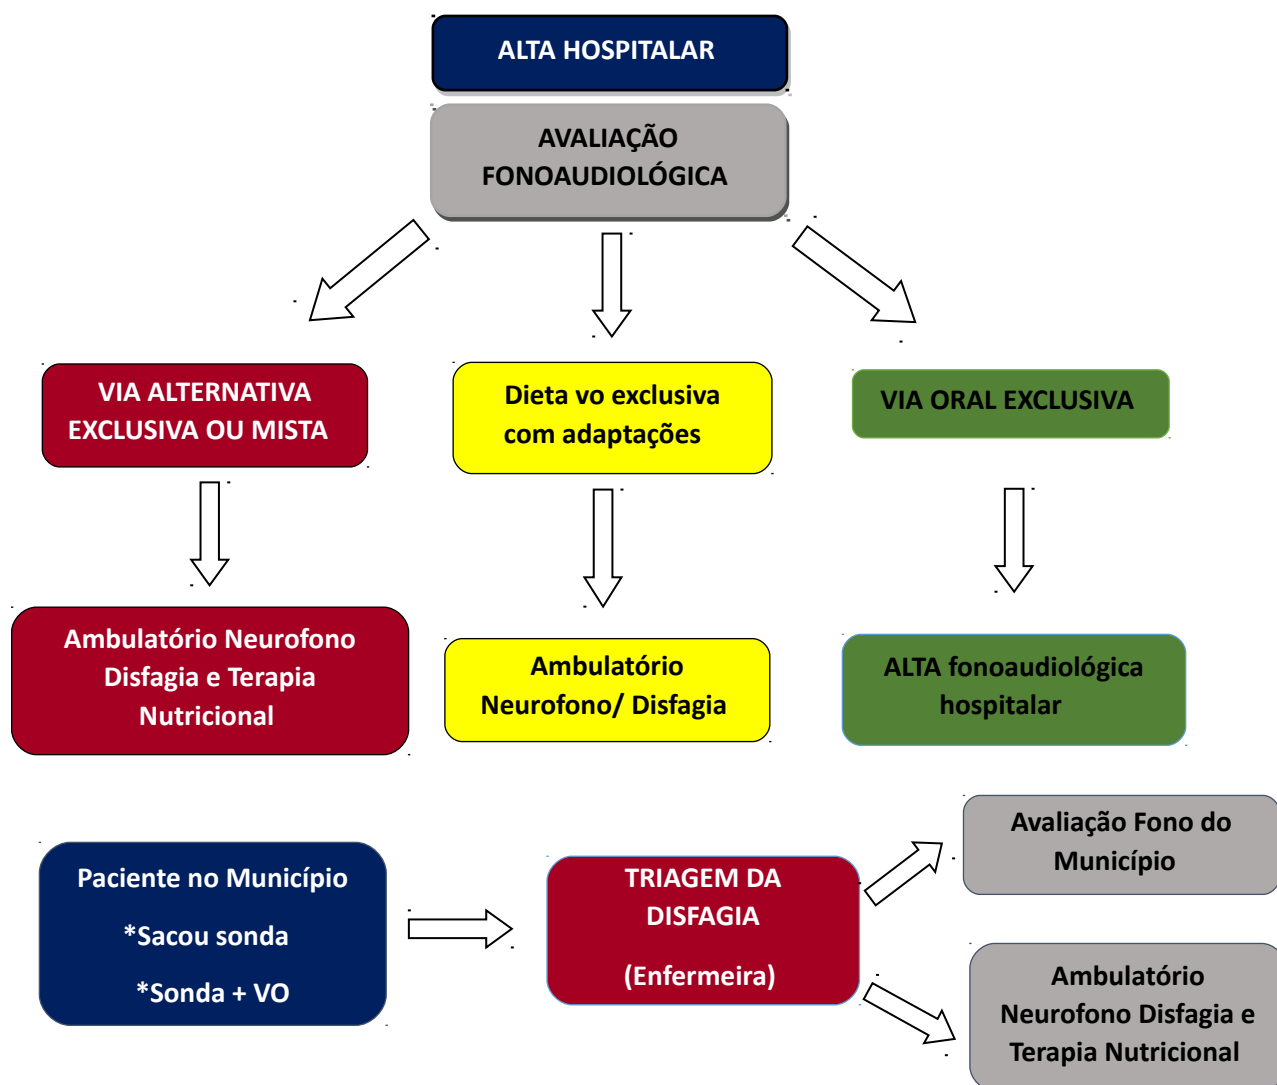 ALTA HOSPITALAR
AVALIAÇÃO
FONOAUDIOLÓGICA
VIA ALTERNATIVA
EXCLUSIVA OU MISTA
Dieta vo exclusiva
com adaptações
VIA ORAL EXCLUSIVA
Ambulatório Neurofono
Disfagia e Terapia
Nutricional
Ambulatório
Neurofono/ Disfagia
ALTA fonoaudiológica
hospitalar
Paciente no Município
*Sacou sonda
*Sonda + VO
TRIAGEM DA
DISFAGIA
(Enfermeira)
Avaliação Fono do
Município
Ambulatório
Neurofono Disfagia e
Terapia Nutricional